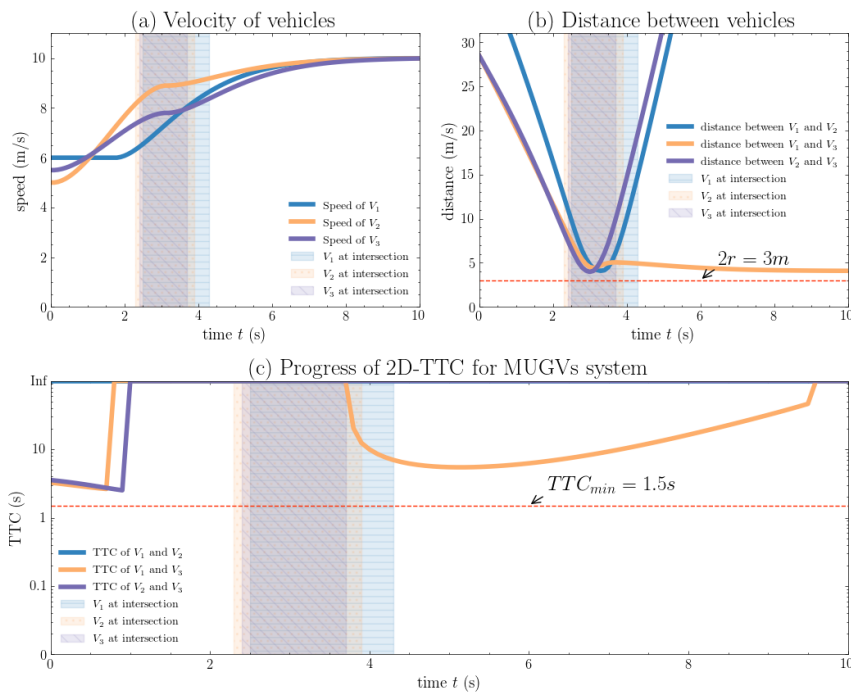 (a) Velocity of vehicles
speed (m/s)
10
8
6
4
2
0
Speed of V1
Speed of V2
Speed of V3
V1 at intersection
V2 at intersection
V3 at intersection
0 2 4 6 8 10
time t (s)
(b) Distance between vehicles
distance (m/s)
30
25
20
15
10
5
0
distance between V1 and V2
distance between V1 and V3
distance between V2 and V3
V1 at intersection
V2 at intersection
V3 at intersection
2r = 3m
0 2 4 6 8 10
time t (s)
(c) Progress of 2D-TTC for MUGVs system
TTC (s)
Inf
10
1
0.1
0
TTCmin = 1.5s
TTC of V1 and V2
TTC of V1 and V3
TTC of V2 and V3
V1 at intersection
V2 at intersection
V3 at intersection
0 2 4 6 8 10
time t (s)